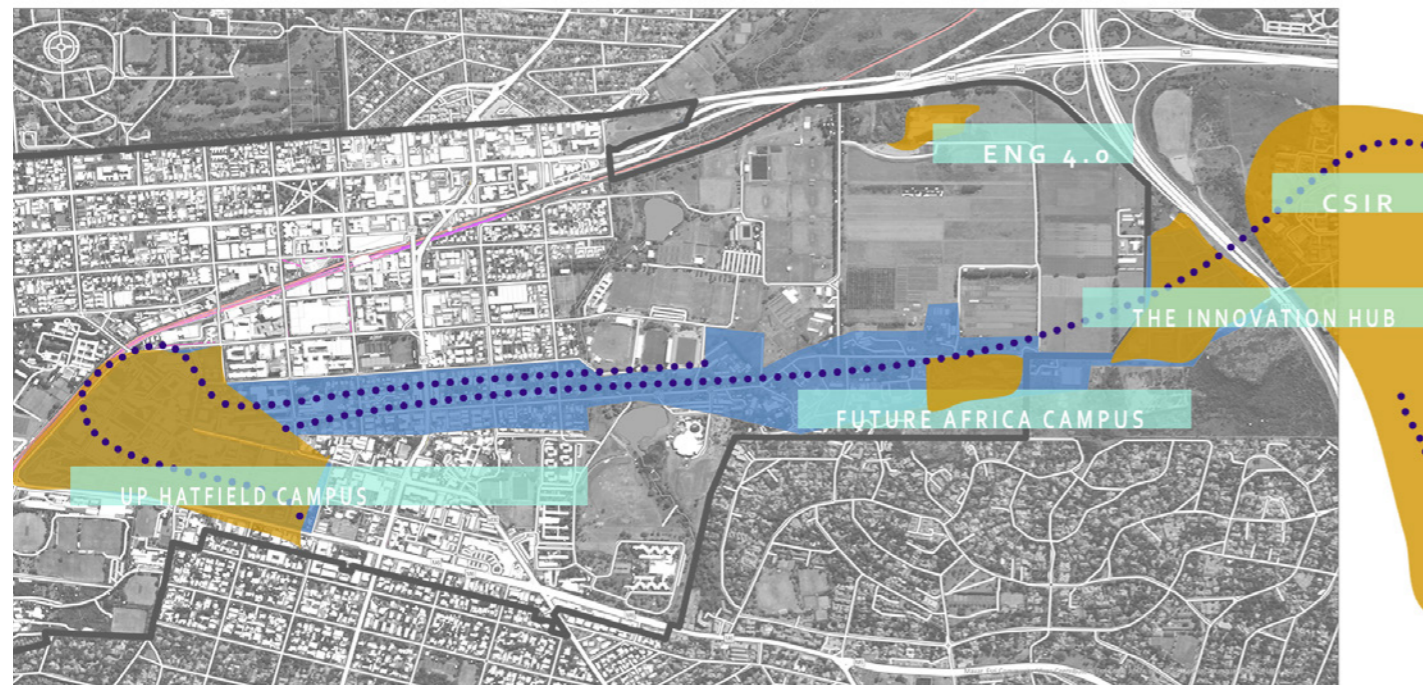 ENG 4.0
CSIR
THE INNOVATION HUB
FUTURE AFRICA CAMPUS
UP HATFIELD CAMPUS